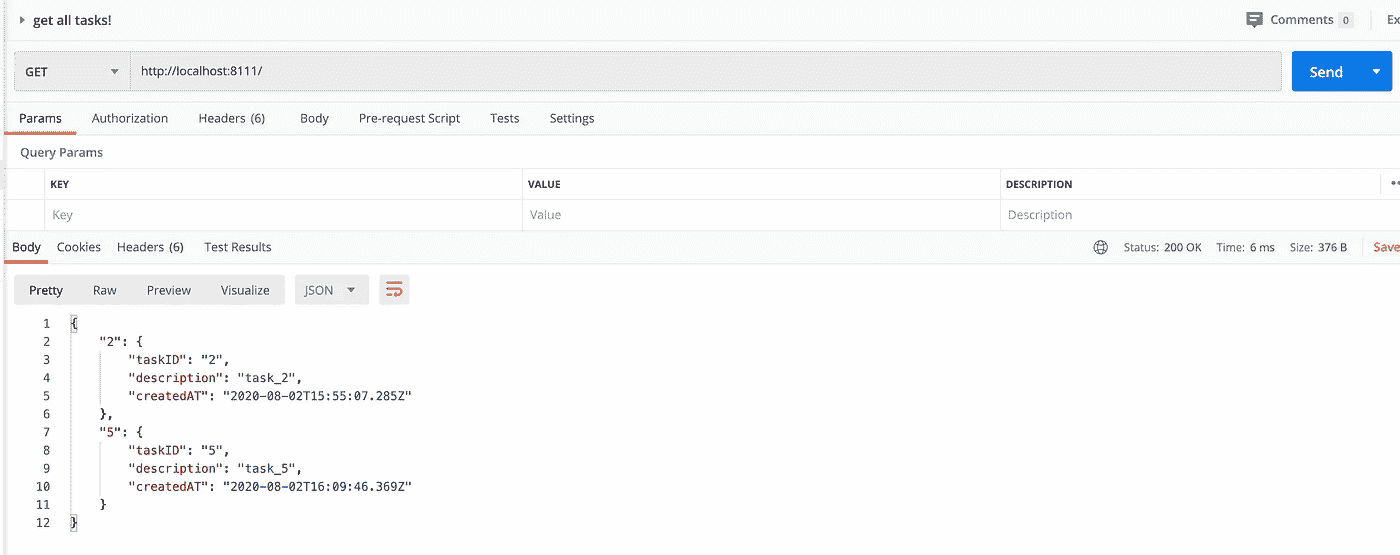 get all tasks! Comments 0 Ex
GET http://localhost:8111/ Send
Params Authorization Headers (6) Body Pre-request Script Tests Settings
Query Params
KEY VALUE DESCRIPTION
Key Value Description
Body Cookies Headers (6) Test Results Status: 200 OK Time: 6 ms Size: 376 B Save
Pretty Raw Preview Visualize JSON
1 {
2 "2": {
3 "taskID": "2",
4 "description": "task_2",
5 "createdAT": "2020-08-02T15:55:07.285Z"
6 },
7 "5": {
8 "taskID": "5",
9 "description": "task_5",
10 "createdAT": "2020-08-02T16:09:46.369Z"
11 }
12 }